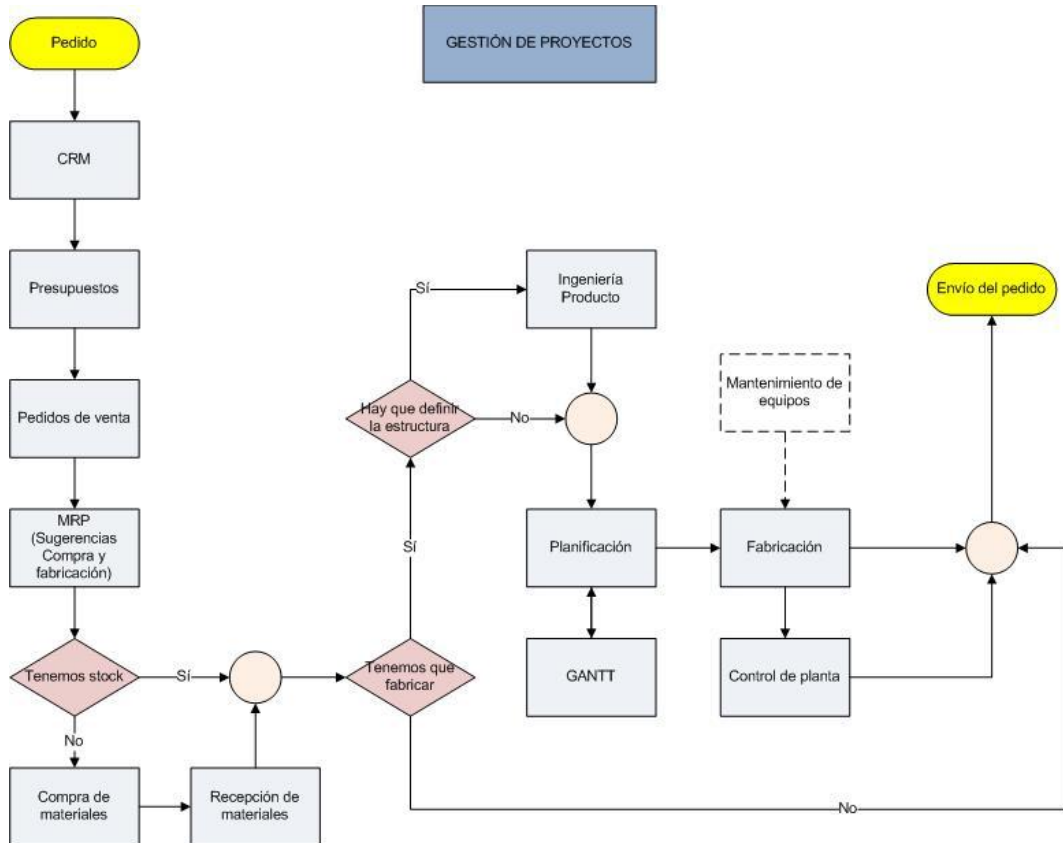 Pedido
GESTIÓN DE PROYECTOS
CRM
Presupuestos
Pedidos de venta
MRP
(Sugerencias
Compra y
fabricación)
Tenemos stock
Sí
No
Compra de
materiales
Recepción de
materiales
Tenemos que
fabricar
Sí
No
Hay que definir
la estructura
Sí
No
Ingeniería
Producto
Planificación
GANTT
Mantenimiento de
equipos
Fabricación
Control de planta
Envío del pedido